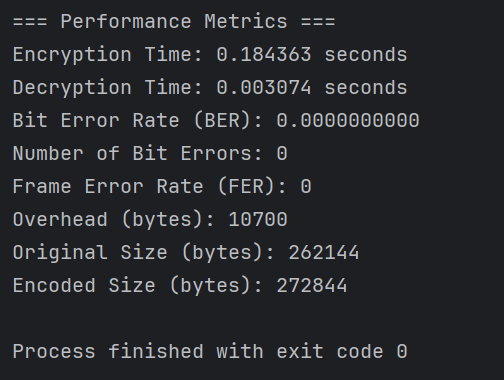 === Performance Metrics ===
Encryption Time: 0.184363 seconds
Decryption Time: 0.003074 seconds
Bit Error Rate (BER): 0.0000000000
Number of Bit Errors: 0
Frame Error Rate (FER): 0
Overhead (bytes): 10700
Original Size (bytes): 262144
Encoded Size (bytes): 272844
Process finished with exit code 0